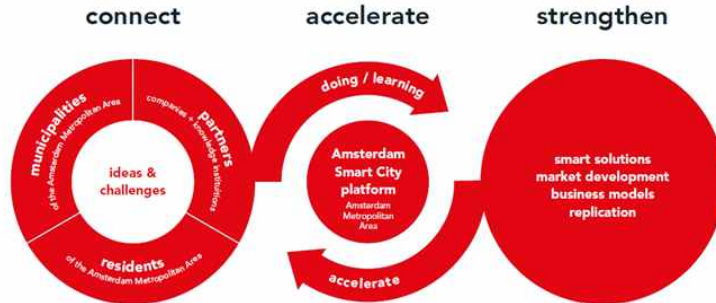 connect
accelerate
strengthen
municipalities
of the Amsterdam Metropolitan Area
partners
companies + knowledge instituintions
ideas &
challenges
residents
of the Amsterdam Metropolitan Area
doing / learning
Amsterdam
Smart City
platform
Amsterdam
Metropolitan
Area
accelerate
smart solutions
market development
business models
replication